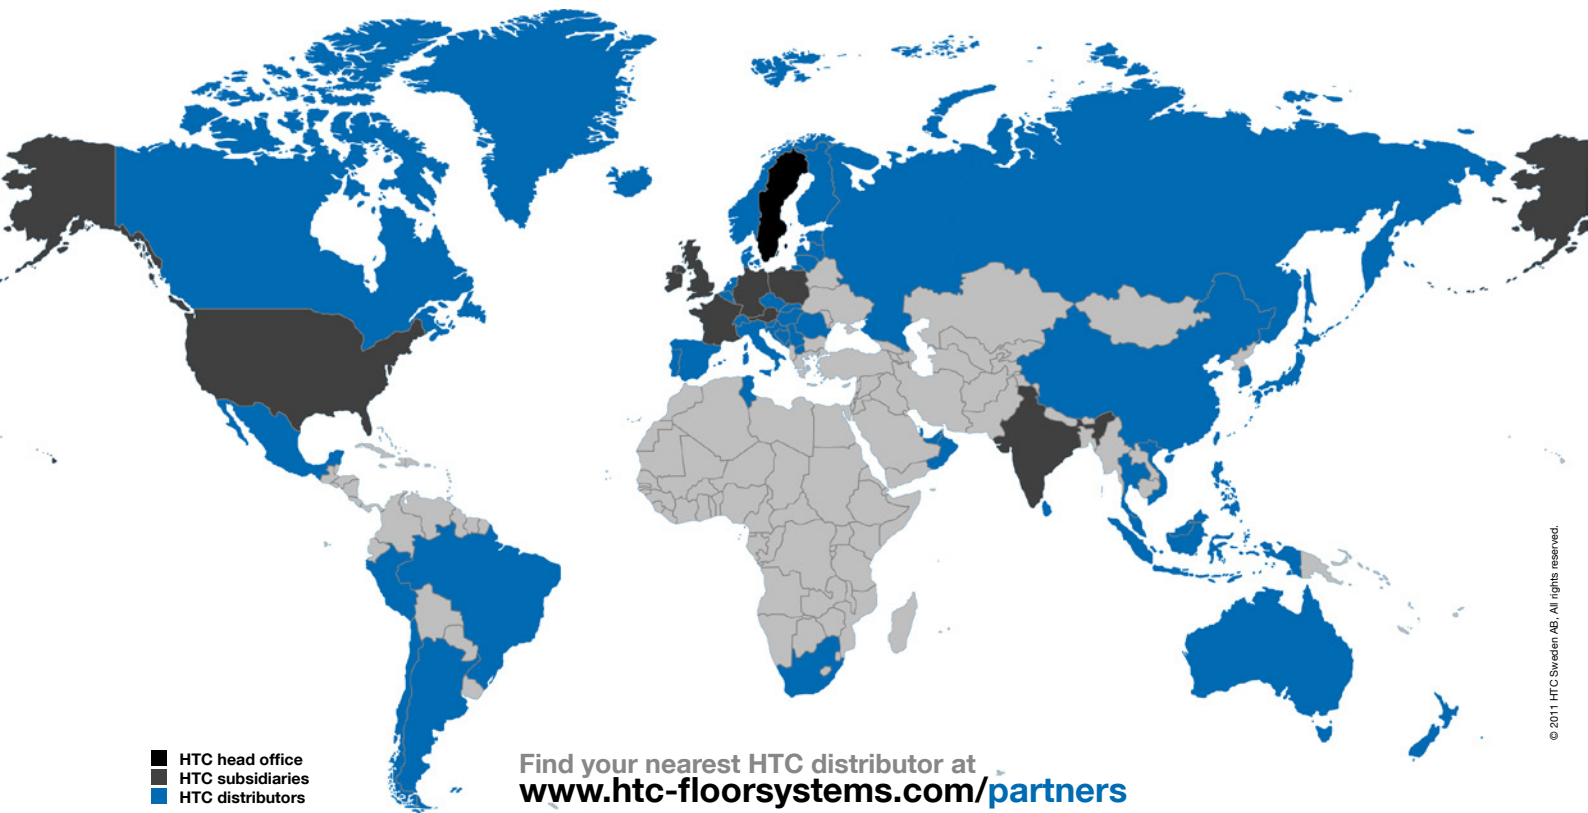 HTC head office
HTC subsidiaries
HTC distributors
Find your nearest HTC distributor at
www.htc-floorsystems.com/partners
© 2011 HTC Sweden AB, All rights reserved.